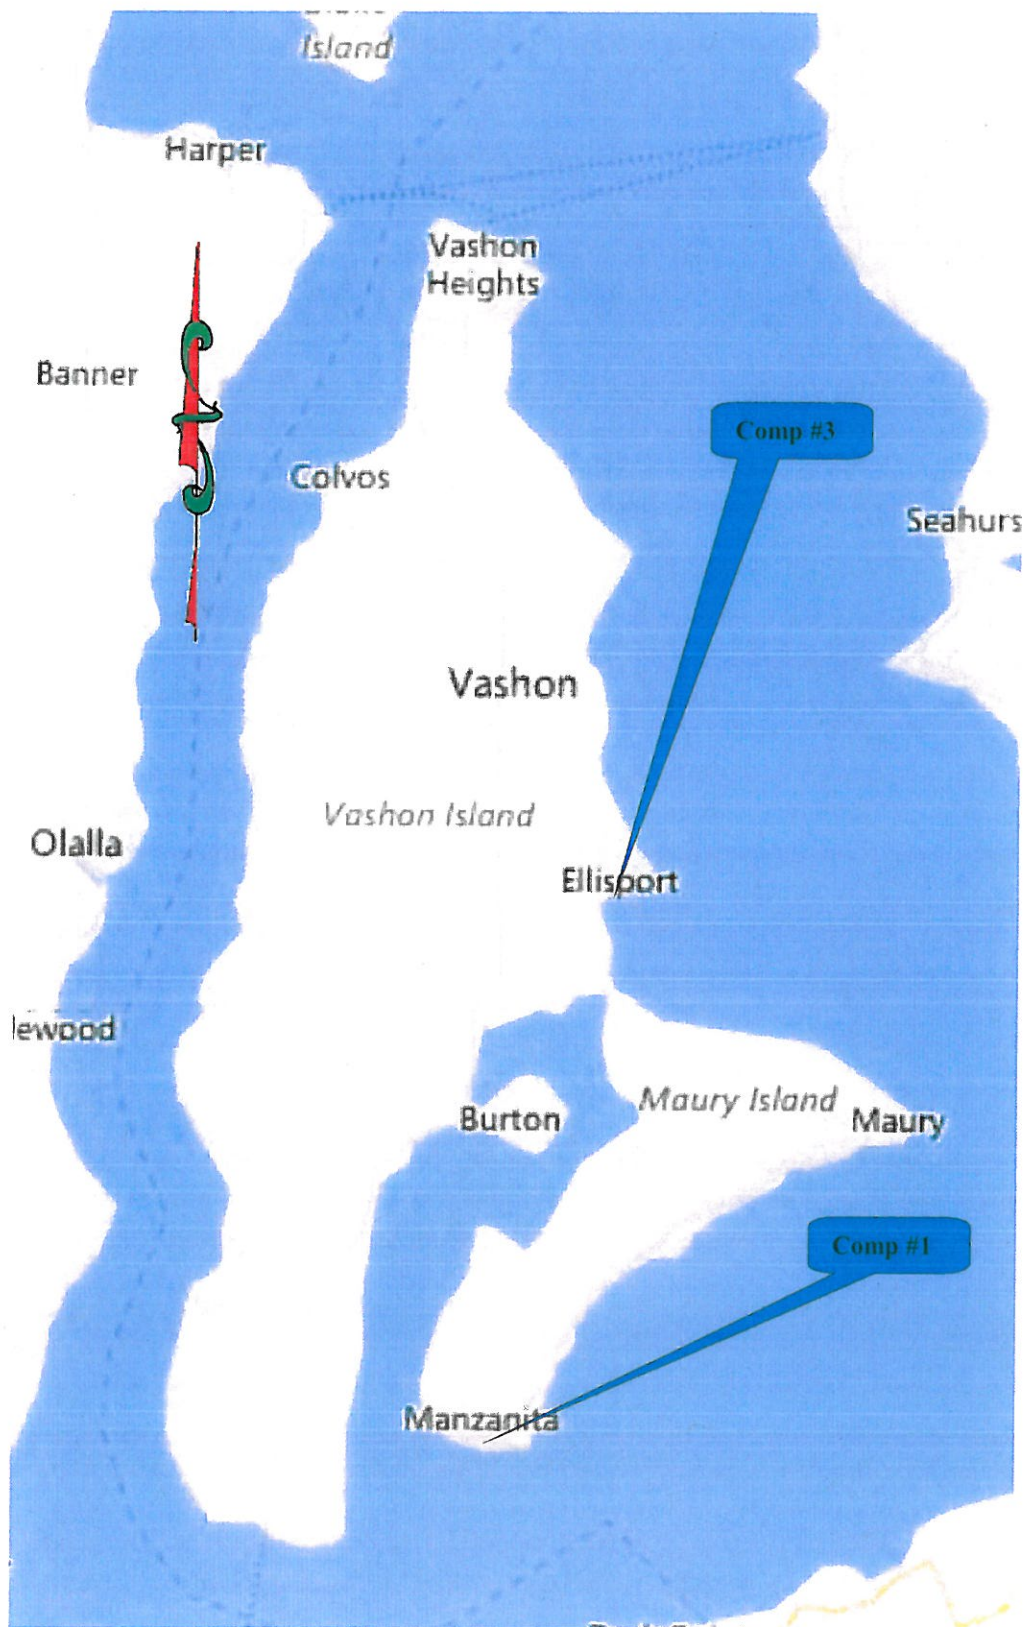 Island
Harper
Vashon
Heights
Banner
Comp #3
Colvos
Seahurs
Vashon
Vashon Island
Olalla
Ellisport
lewood
Maury Island
Burton
Maury
Comp #1
Manzanita